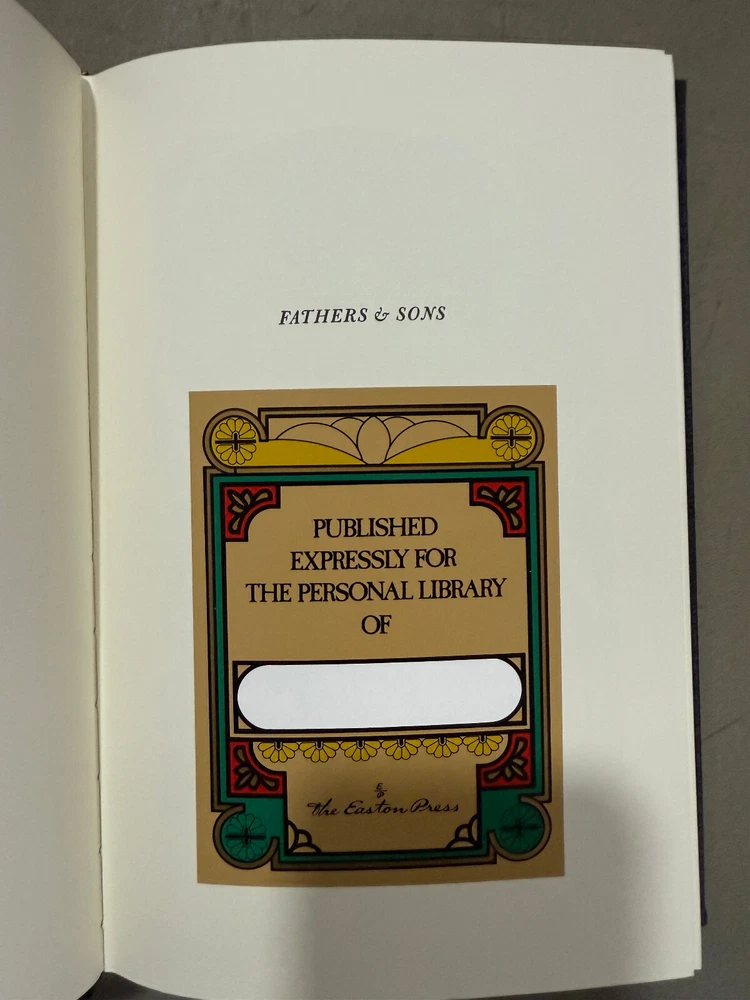 FATHERS & SONS
PUBLISHED
EXPRESSLY FOR
THE PERSONAL LIBRARY
OF
E/P
The Easton Press